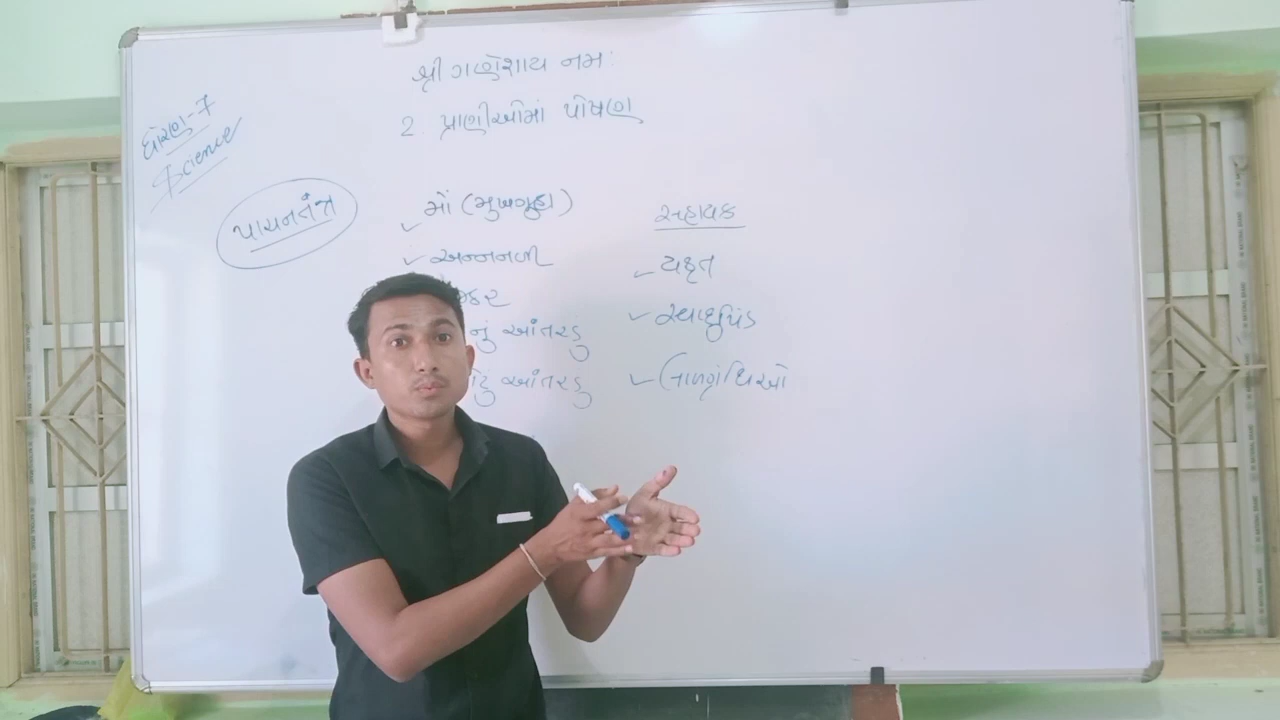 શ્રી ગણેશાય નમઃ
2. પ્રાણીઓમાં પોષણ
ધોરણ-7
Science
પાચનતંત્ર
મોં (મુખગુહા)
અન્નનળી
નું આંતરડું
ટું આંતરડું
સહાયક
યકૃત
સ્વાદુપિંડ
લાળગ્રંથિઓ